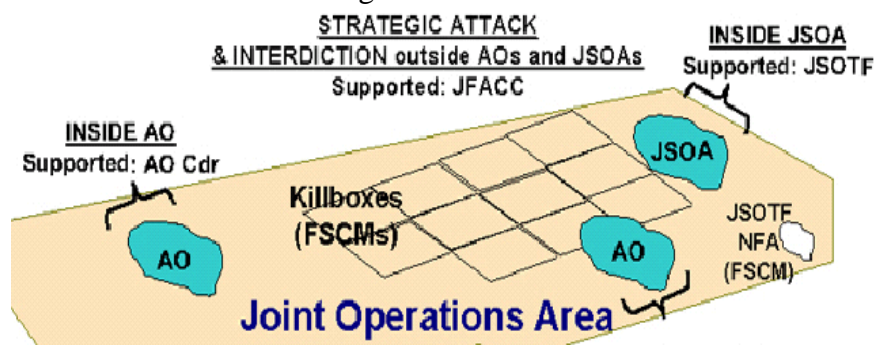 STRATEGIC ATTACK
& INTERDICTION outside AOs and JSOAs
Supported: JFACC
INSIDE JSOA
Supported: JSOTF
INSIDE AO
Supported: AO Cdr
Killboxes
(FSCMs)
JSOA
JSOTF
NFA
(FSCM)
AO
AO
Joint Operations Area